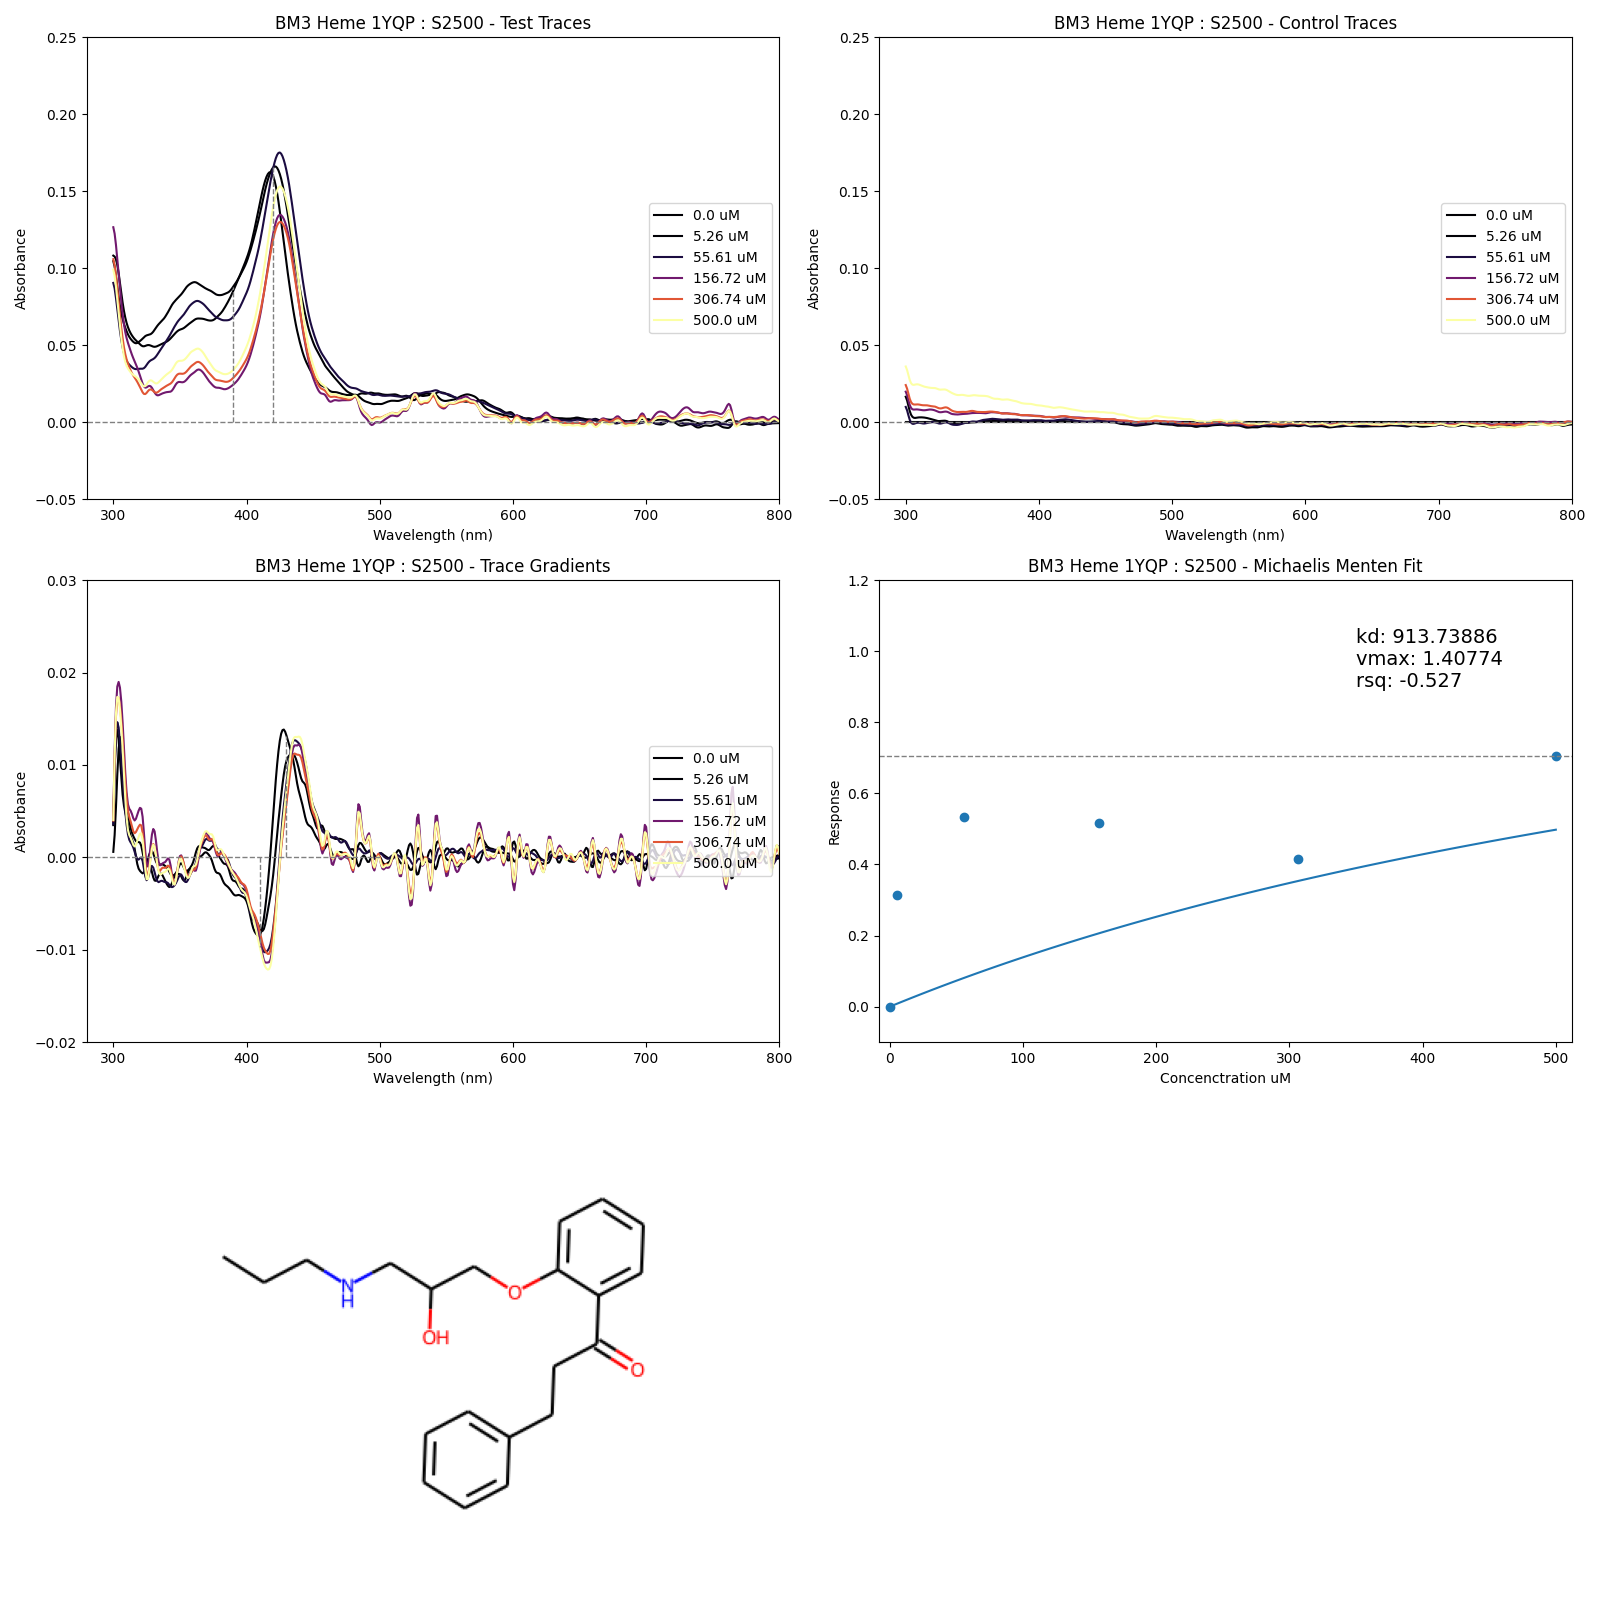 BM3 Heme 1YQP : S2500 - Test Traces
0.25
0.20
0.15
0.10
0.05
0.00
−0.05
Absorbance
300 400 500 600 700 800
Wavelength (nm)
0.0 uM
5.26 uM
55.61 uM
156.72 uM
306.74 uM
500.0 uM
BM3 Heme 1YQP : S2500 - Control Traces
0.25
0.20
0.15
0.10
0.05
0.00
−0.05
Absorbance
300 400 500 600 700 800
Wavelength (nm)
0.0 uM
5.26 uM
55.61 uM
156.72 uM
306.74 uM
500.0 uM
BM3 Heme 1YQP : S2500 - Trace Gradients
0.03
0.02
0.01
0.00
−0.01
−0.02
Absorbance
300 400 500 600 700 800
Wavelength (nm)
0.0 uM
5.26 uM
55.61 uM
156.72 uM
306.74 uM
500.0 uM
BM3 Heme 1YQP : S2500 - Michaelis Menten Fit
1.2
1.0
0.8
0.6
0.4
0.2
0.0
Response
0 100 200 300 400 500
Concenctration uM
kd: 913.73886
vmax: 1.40774
rsq: -0.527
N
H
O
OH
O